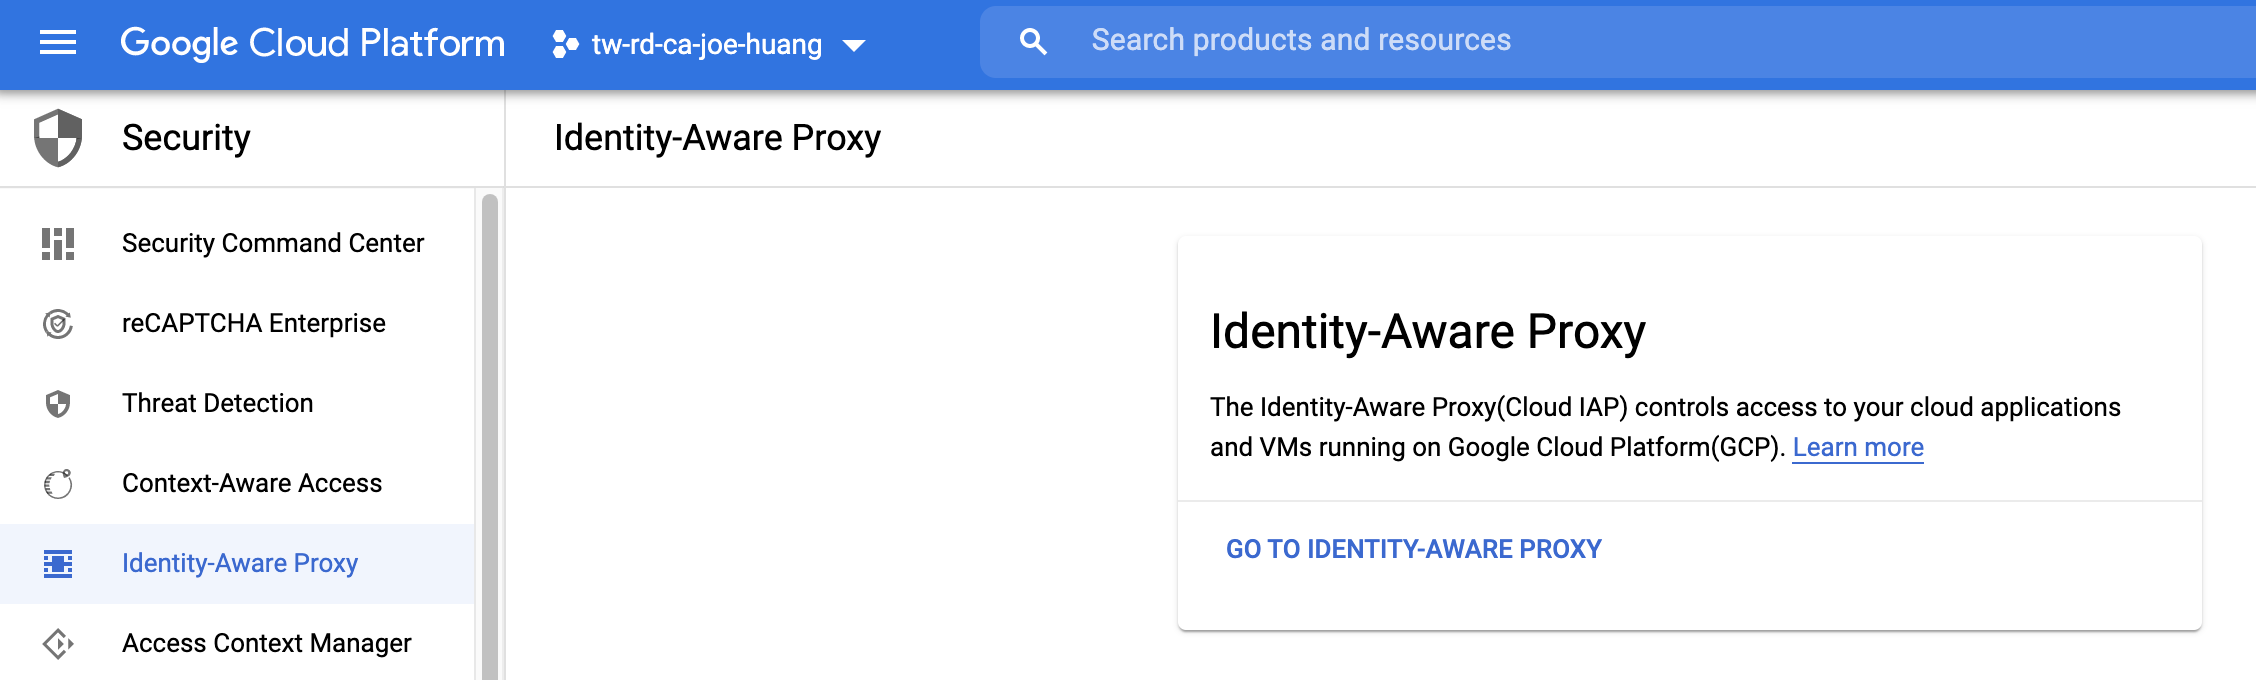 Google Cloud Platform
tw-rd-ca-joe-huang
Search products and resources
Security
Identity-Aware Proxy
Security Command Center
reCAPTCHA Enterprise
Threat Detection
Context-Aware Access
Identity-Aware Proxy
Access Context Manager
Identity-Aware Proxy
The Identity-Aware Proxy(Cloud IAP) controls access to your cloud applications
and VMs running on Google Cloud Platform(GCP). Learn more
GO TO IDENTITY-AWARE PROXY